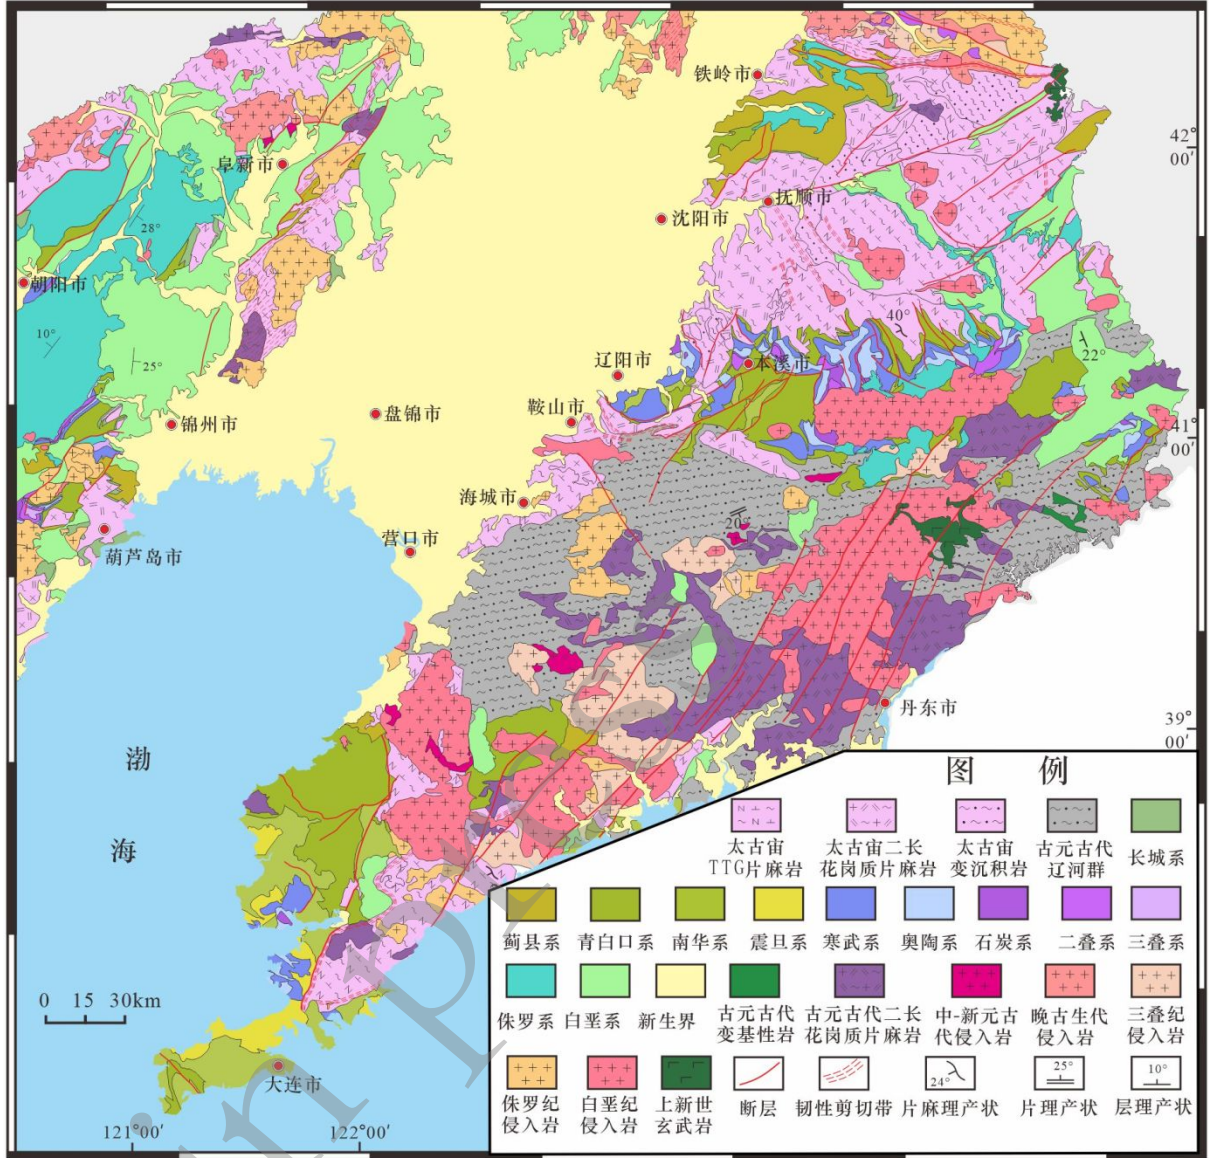 铁岭市
42°
00′
阜新市
抚顺市
沈阳市
28°
朝阳市
10°
40°
25°
辽阳市
本溪市
22°
鞍山市
盘锦市
锦州市
41°
00′
海城市
20°
葫芦岛市
营口市
丹东市
39°
00′
渤
海
图 例
太古宙
TTG片麻岩
太古宙二长
花岗质片麻岩
太古宙
变沉积岩
古元古代
辽河群
长城系
蓟县系
青白口系
南华系
震旦系
寒武系
奥陶系
石炭系
二叠系
三叠系
0 15 30km
侏罗系
白垩系
新生界
古元古代
变基性岩
古元古代二长
花岗质片麻岩
中-新元古
代侵入岩
晚古生代
侵入岩
三叠纪
侵入岩
大连市
侏罗纪
侵入岩
白垩纪
侵入岩
上新世
玄武岩
断层
韧性剪切带
24°
片麻理产状
25°
片理产状
10°
层理产状
121°00′
122°00′